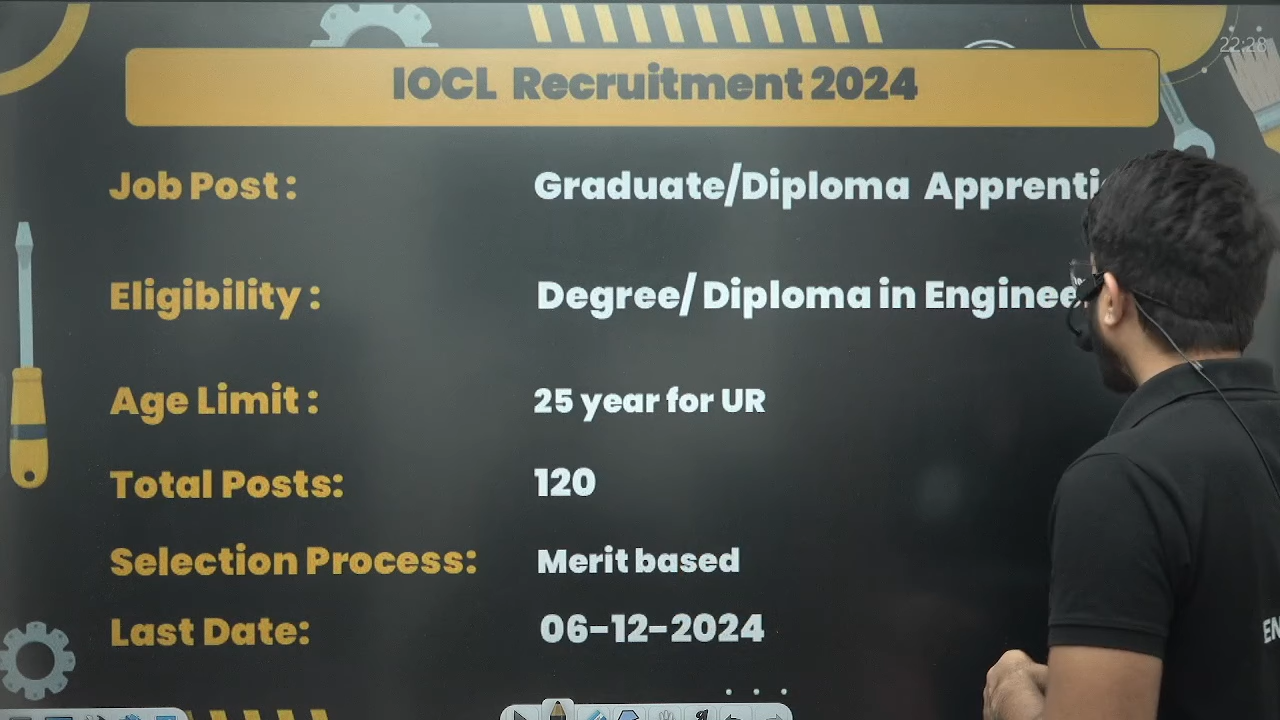 22:28
IOCL Recruitment 2024
Job Post : Graduate/Diploma
Eligibility : Degree/ Diploma in
Age Limit : 25 year for UR
Total Posts: 120
Selection Process: Merit based
Last Date: 06-12-2024